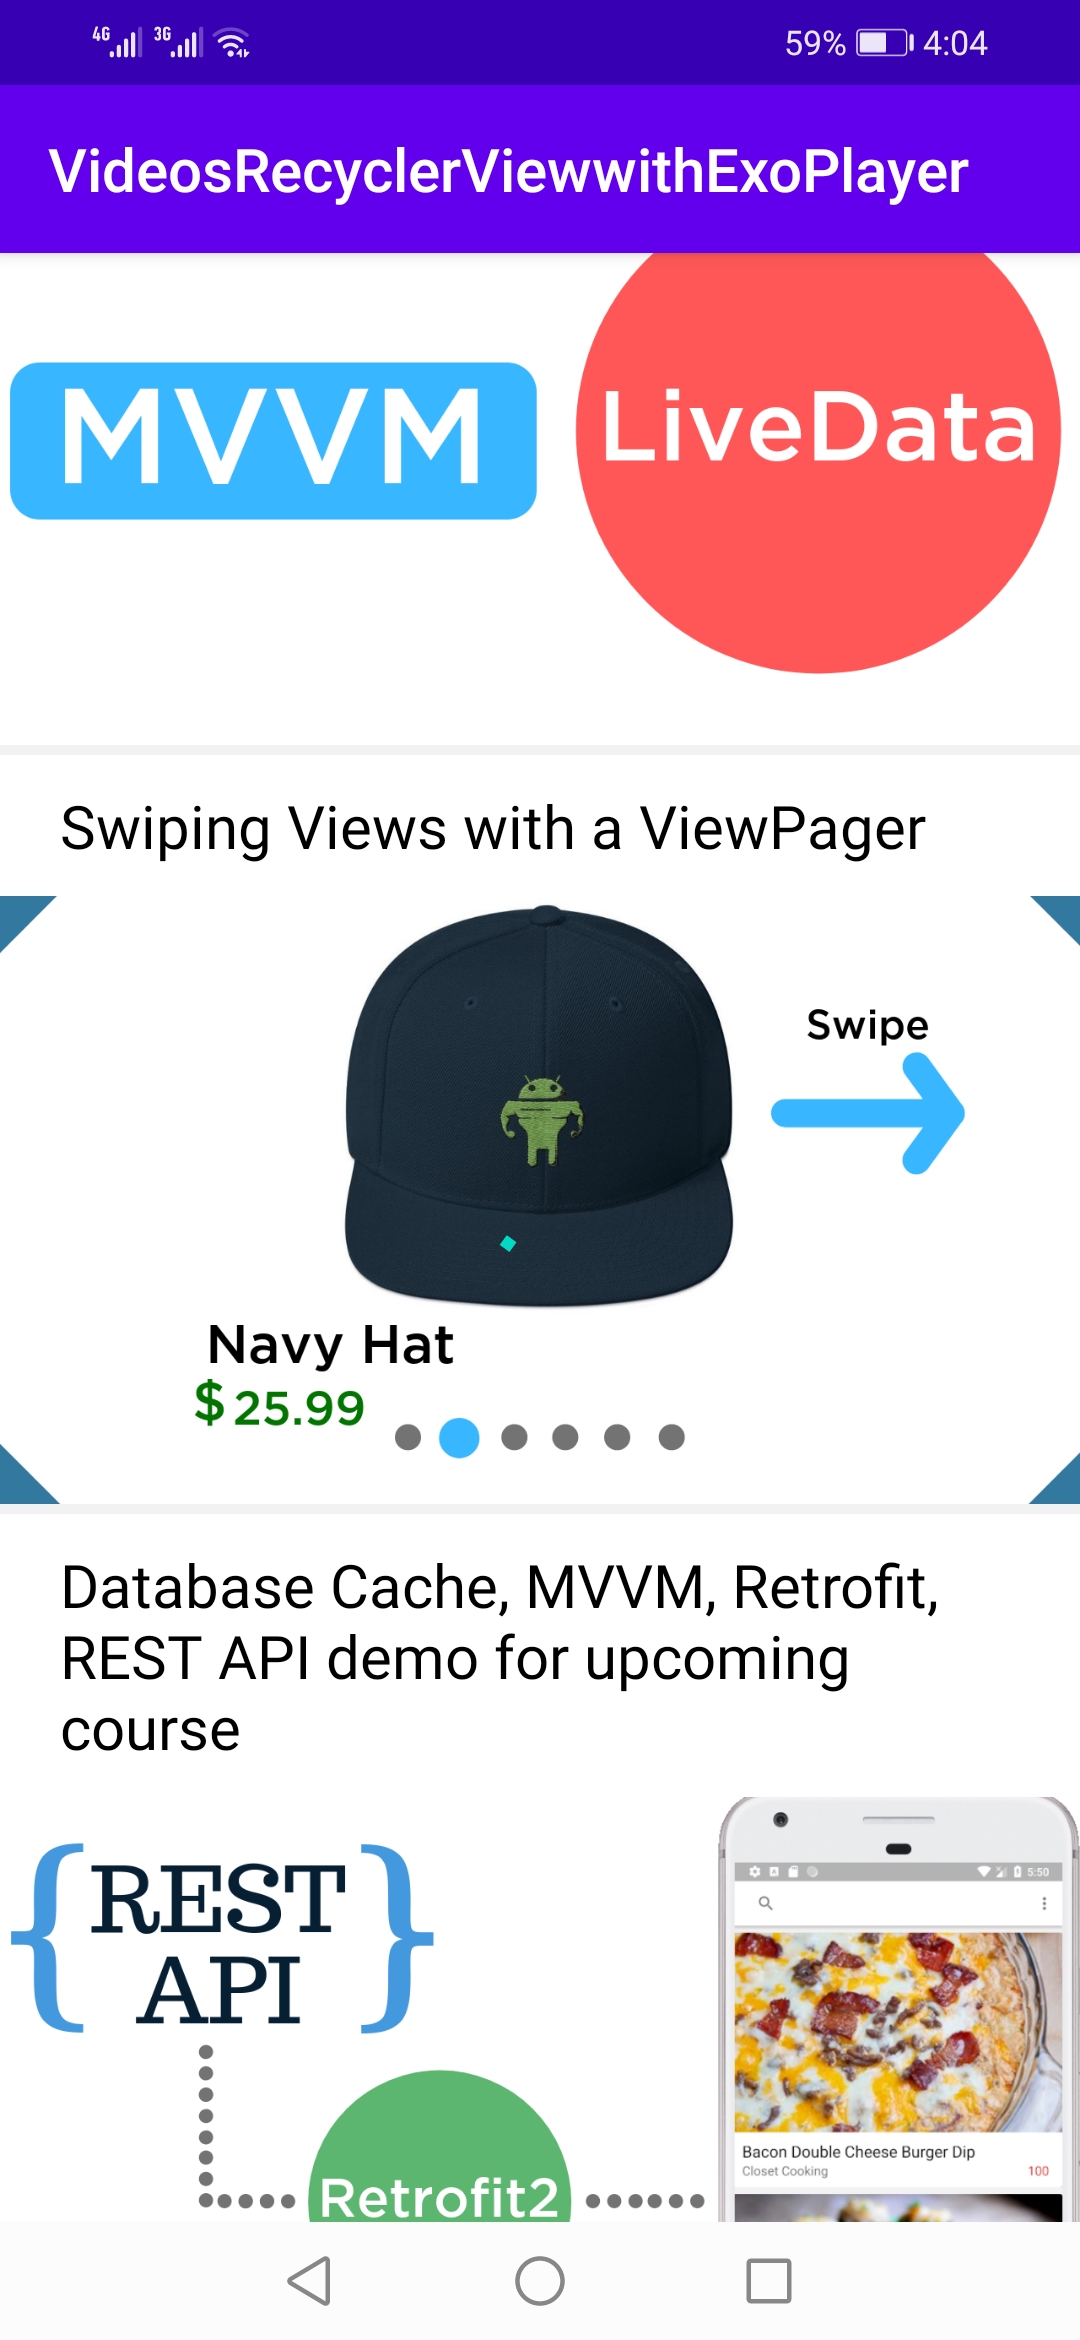 4G 3G 59% 4:04
VideosRecyclerViewwithExoPlayer
MVVM
LiveData
Swiping Views with a ViewPager
Swipe
Navy Hat
$25.99
Database Cache, MVVM, Retrofit,
REST API demo for upcoming
course
{REST
API}
5:50
Bacon Double Cheese Burger Dip
Closet Cooking 100
Retrofit2